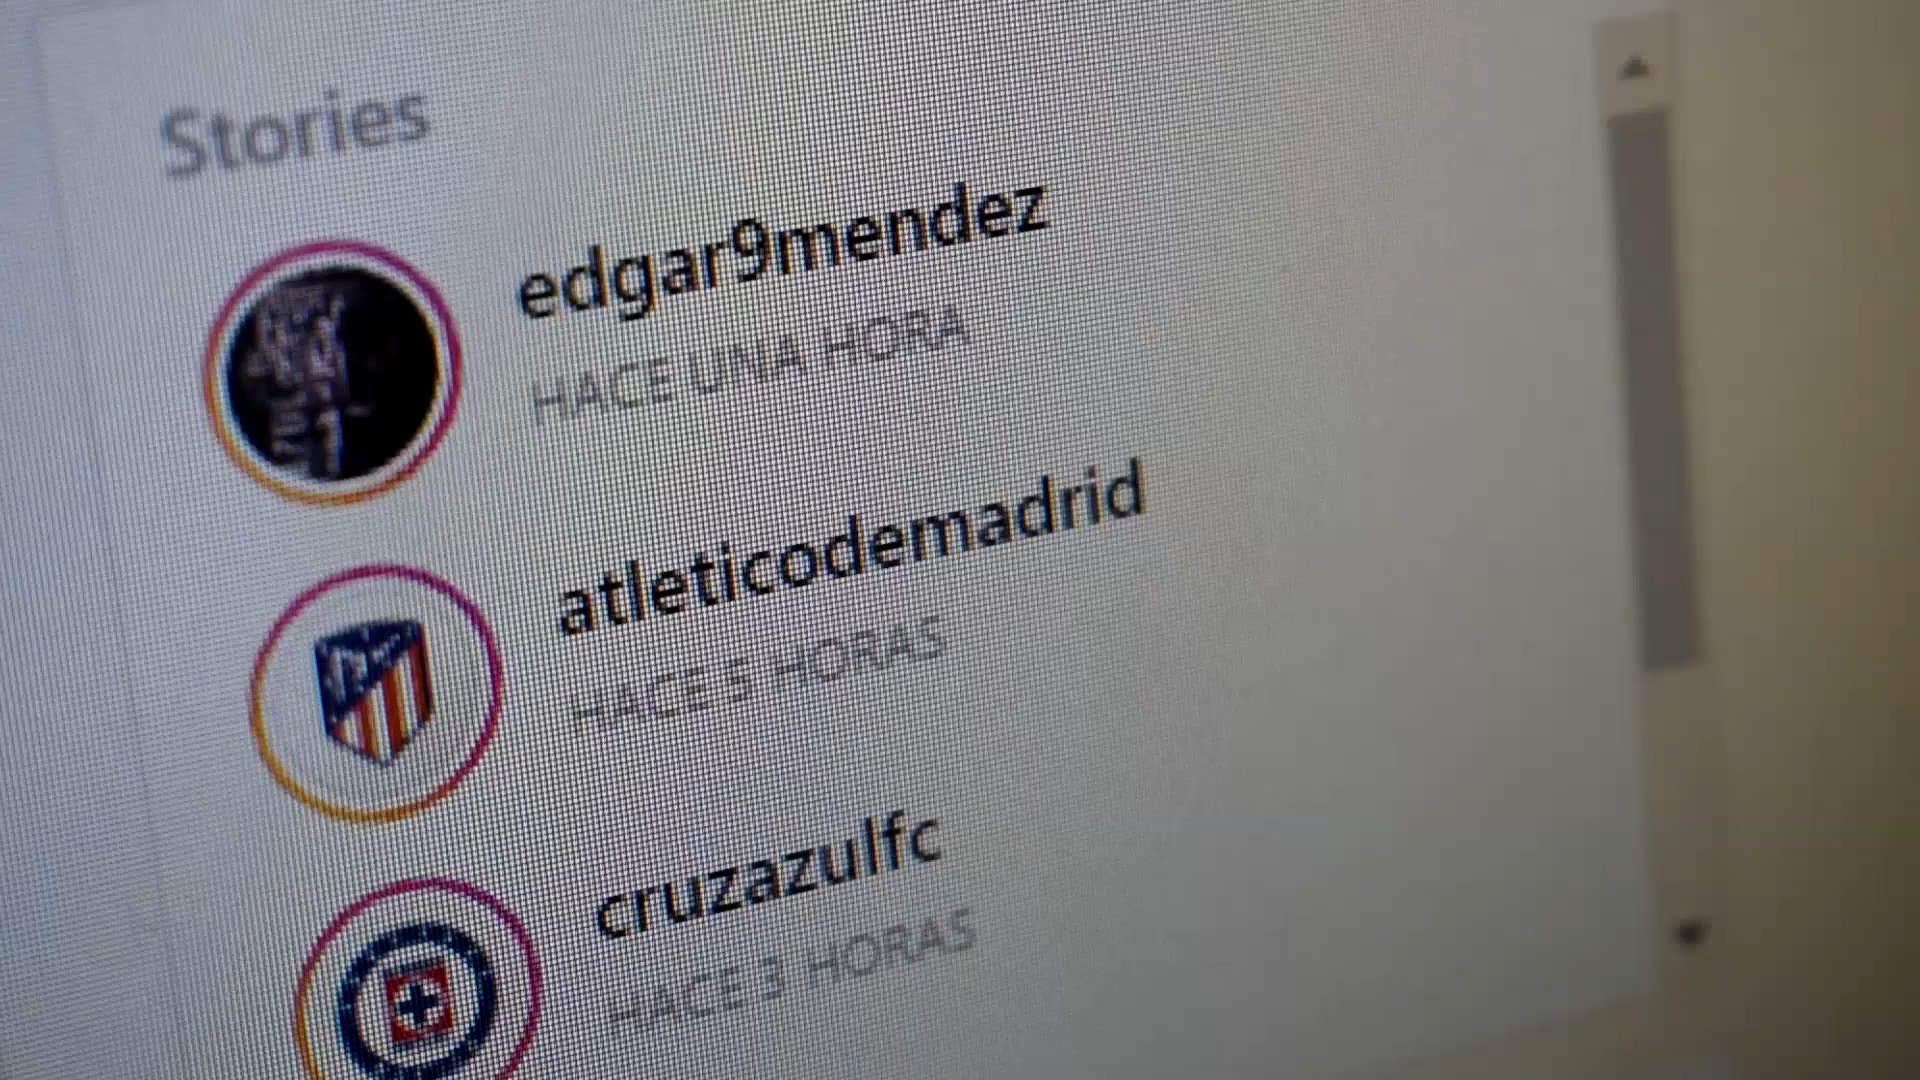 Stories
edgar9mendez
HACE UNA HORA
atleticodemadrid
HACE 5 HORAS
cruzazulfc
HACE 3 HORAS